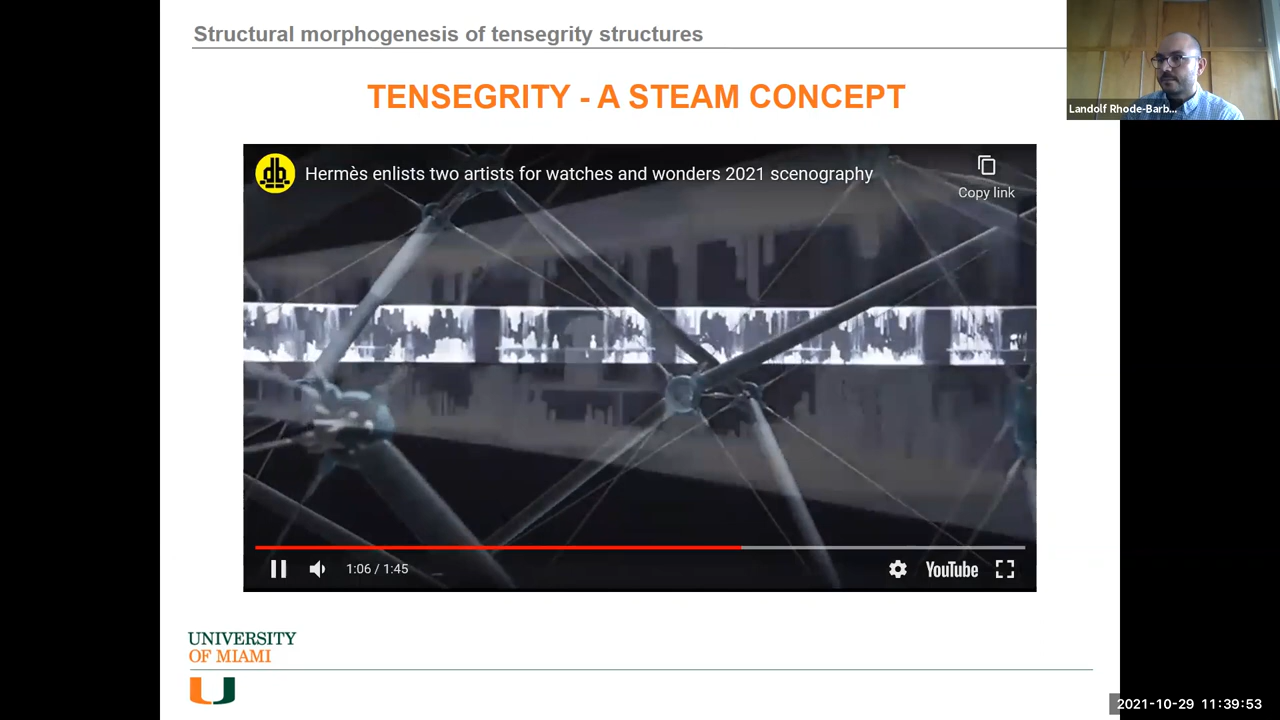 Structural morphogenesis of tensegrity structures
TENSEGRITY - A STEAM CONCEPT
Landolf Rhode-Barb...
db
Hermès enlists two artists for watches and wonders 2021 scenography
Copy link
1:06 / 1:45
YouTube
UNIVERSITY
OF MIAMI
U
2021-10-29 11:39:53